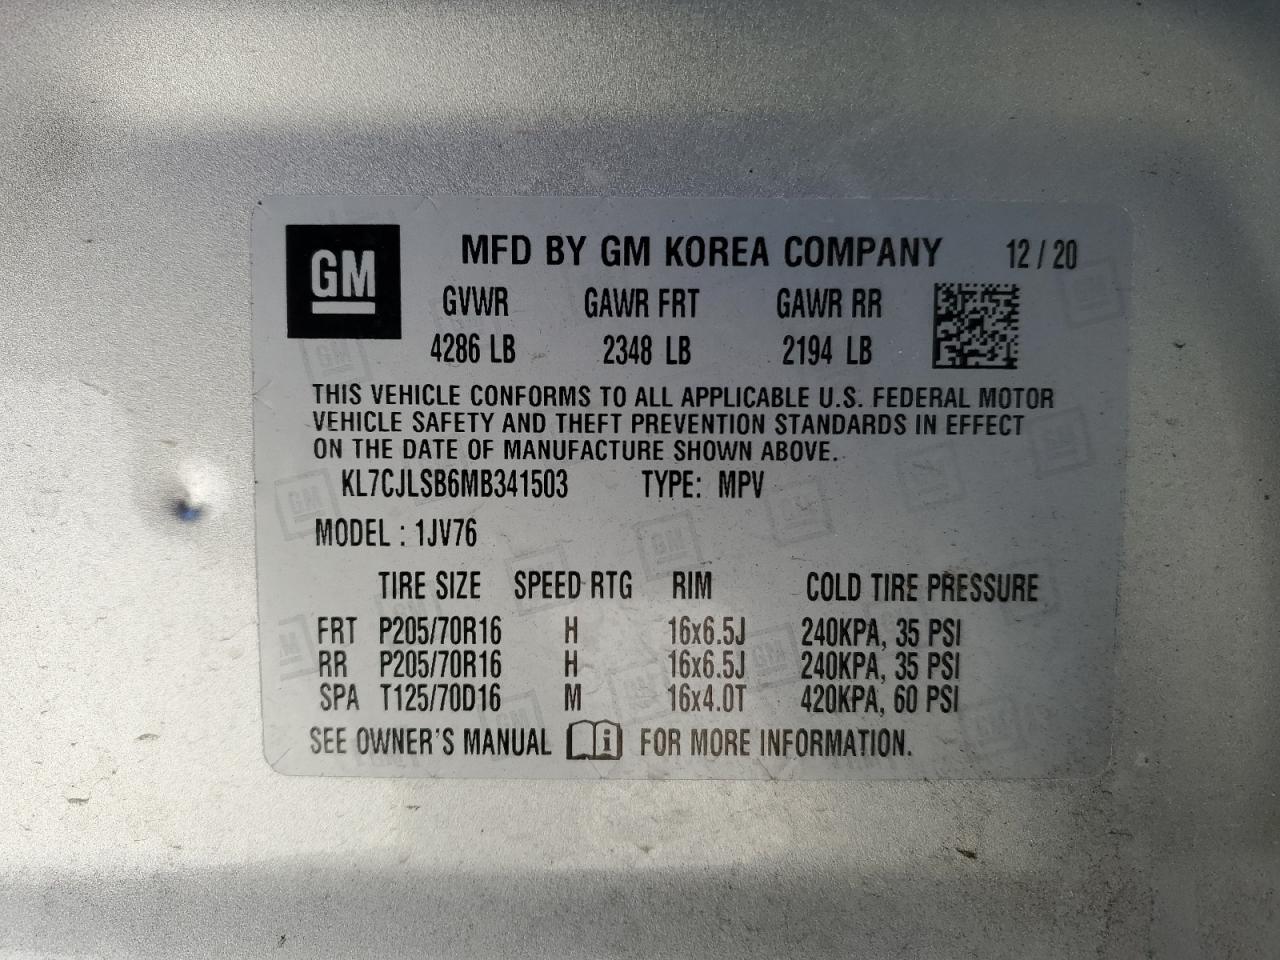 GM
MFD BY GM KOREA COMPANY 12 / 20
GVWR GAWR FRT GAWR RR
4286 LB 2348 LB 2194 LB
THIS VEHICLE CONFORMS TO ALL APPLICABLE U.S. FEDERAL MOTOR
VEHICLE SAFETY AND THEFT PREVENTION STANDARDS IN EFFECT
ON THE DATE OF MANUFACTURE SHOWN ABOVE.
KL7CJLSB6MB341503 TYPE: MPV
MODEL : 1JV76
TIRE SIZE SPEED RTG RIM COLD TIRE PRESSURE
FRT P205/70R16 H 16x6.5J 240KPA, 35 PSI
RR P205/70R16 H 16x6.5J 240KPA, 35 PSI
SPA T125/70D16 M 16x4.0T 420KPA, 60 PSI
SEE OWNER'S MANUAL i FOR MORE INFORMATION.